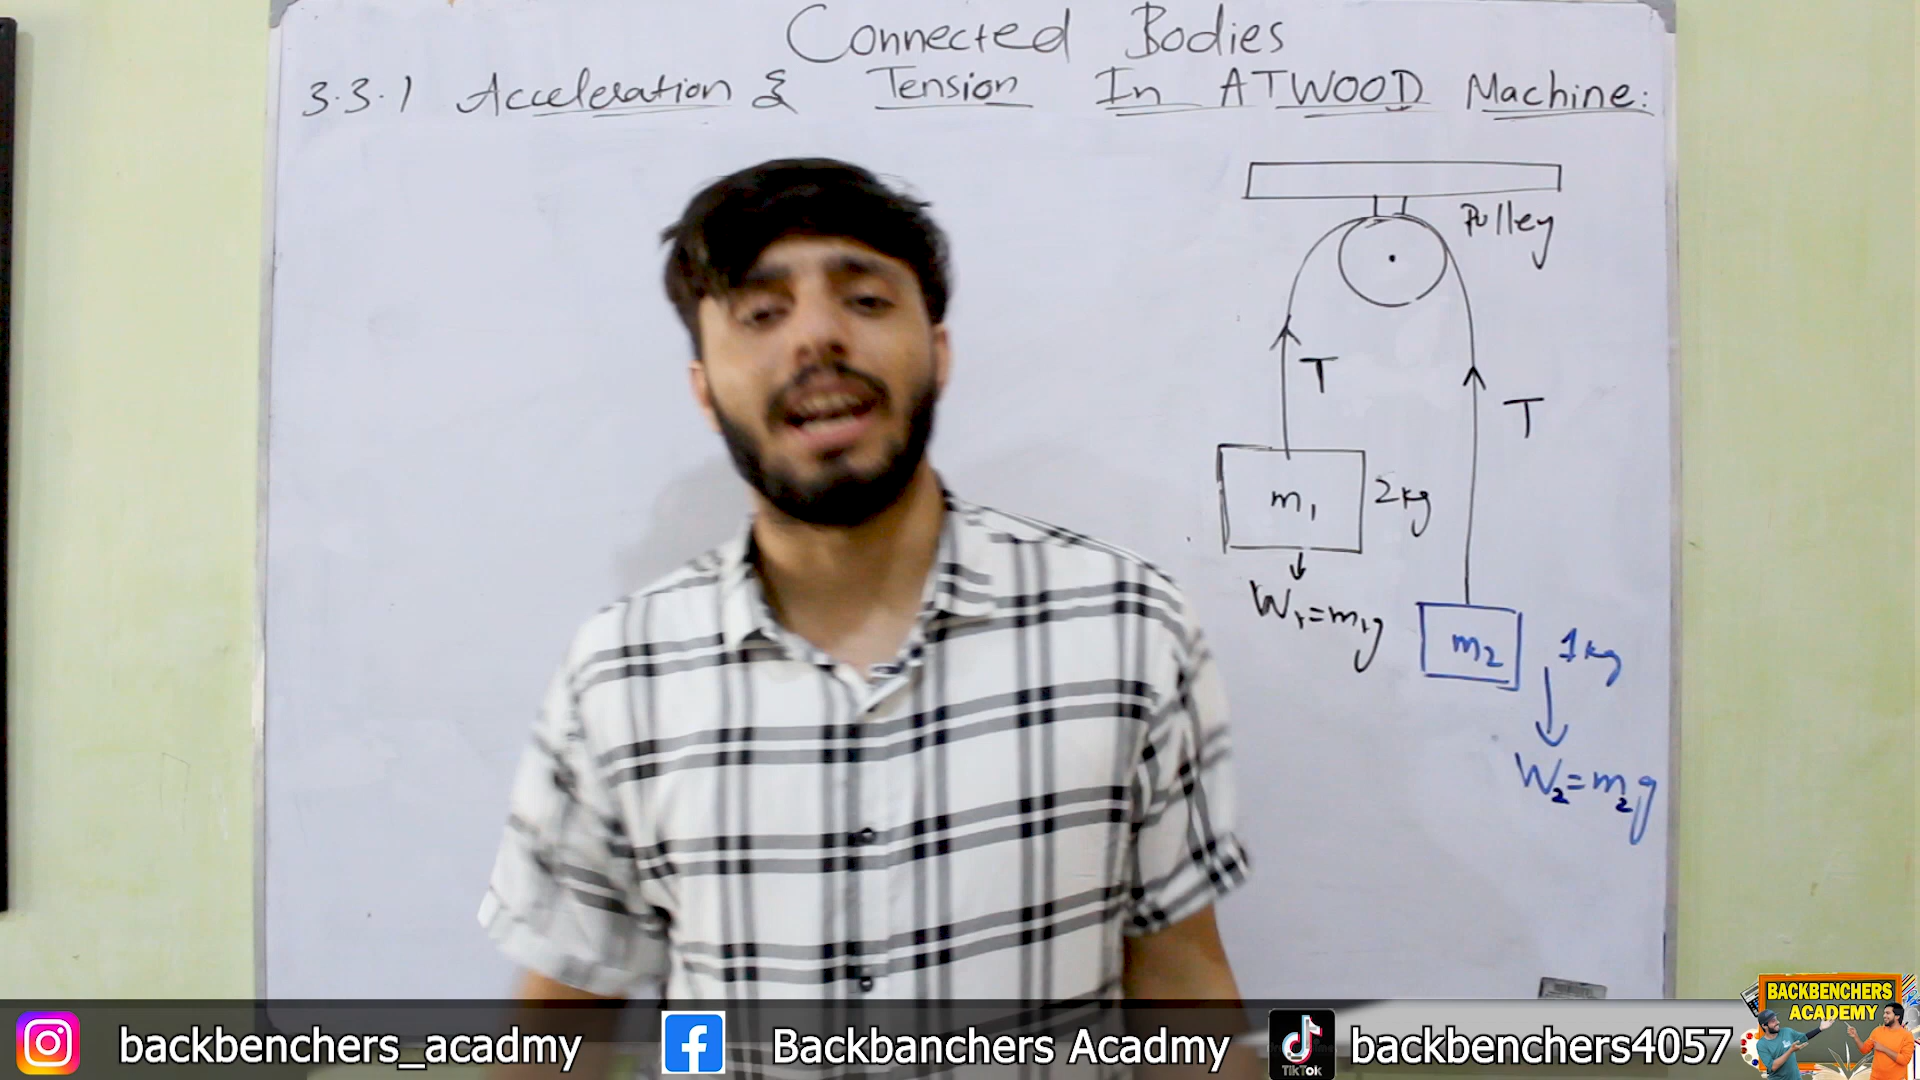 Connected Bodies
3.3.1 Acceleration & Tension In ATWOOD Machine:
Pulley
T
T
m₁ 2kg
W₁=m₁g
m₂ 1kg
W₂=m₂g
BACKBENCHERS
ACADEMY
backbenchers_acadmy Backbanchers Acadmy TikTok backbenchers4057